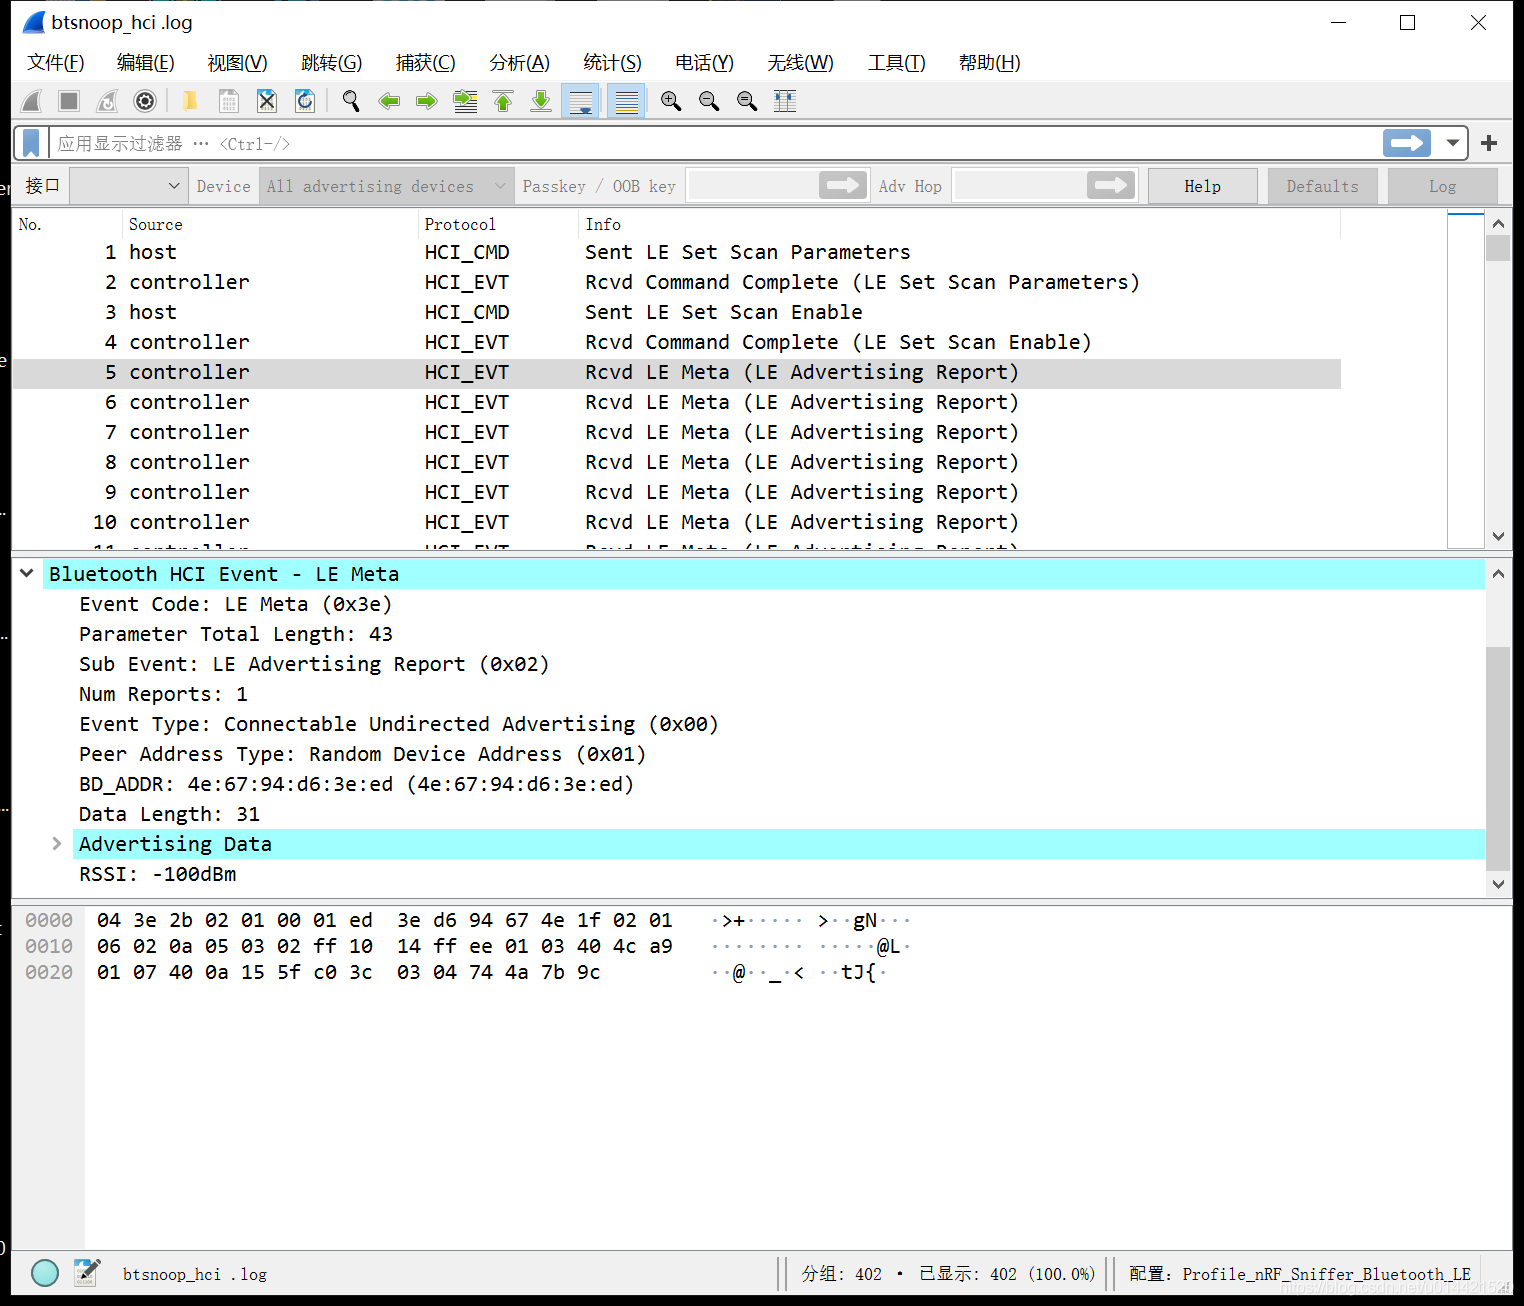 btsnoop_hci .log
文件(F) 编辑(E) 视图(V) 跳转(G) 捕获(C) 分析(A) 统计(S) 电话(Y) 无线(W) 工具(T) 帮助(H)
应用显示过滤器 … <Ctrl-/>
接口 Device All advertising devices Passkey / OOB key Adv Hop Help Defaults Log
No. Source Protocol Info
1 host HCI_CMD Sent LE Set Scan Parameters
2 controller HCI_EVT Rcvd Command Complete (LE Set Scan Parameters)
3 host HCI_CMD Sent LE Set Scan Enable
4 controller HCI_EVT Rcvd Command Complete (LE Set Scan Enable)
5 controller HCI_EVT Rcvd LE Meta (LE Advertising Report)
6 controller HCI_EVT Rcvd LE Meta (LE Advertising Report)
7 controller HCI_EVT Rcvd LE Meta (LE Advertising Report)
8 controller HCI_EVT Rcvd LE Meta (LE Advertising Report)
9 controller HCI_EVT Rcvd LE Meta (LE Advertising Report)
10 controller HCI_EVT Rcvd LE Meta (LE Advertising Report)
11 controller HCI_EVT Rcvd LE Meta (LE Advertising Report)
Bluetooth HCI Event - LE Meta
Event Code: LE Meta (0x3e)
Parameter Total Length: 43
Sub Event: LE Advertising Report (0x02)
Num Reports: 1
Event Type: Connectable Undirected Advertising (0x00)
Peer Address Type: Random Device Address (0x01)
BD_ADDR: 4e:67:94:d6:3e:ed (4e:67:94:d6:3e:ed)
Data Length: 31
Advertising Data
RSSI: -100dBm
0000 04 3e 2b 02 01 00 01 ed 3e d6 94 67 4e 1f 02 01 ·>+····· >··gN···
0010 06 02 0a 05 03 02 ff 10 14 ff ee 01 03 40 4c a9 ········ ·····@L·
0020 01 07 40 0a 15 5f c0 3c 03 04 74 4a 7b 9c ··@··_·< ··tJ{·
btsnoop_hci .log 分组: 402 · 已显示: 402 (100.0%) 配置: Profile_nRF_Sniffer_Bluetooth_LE